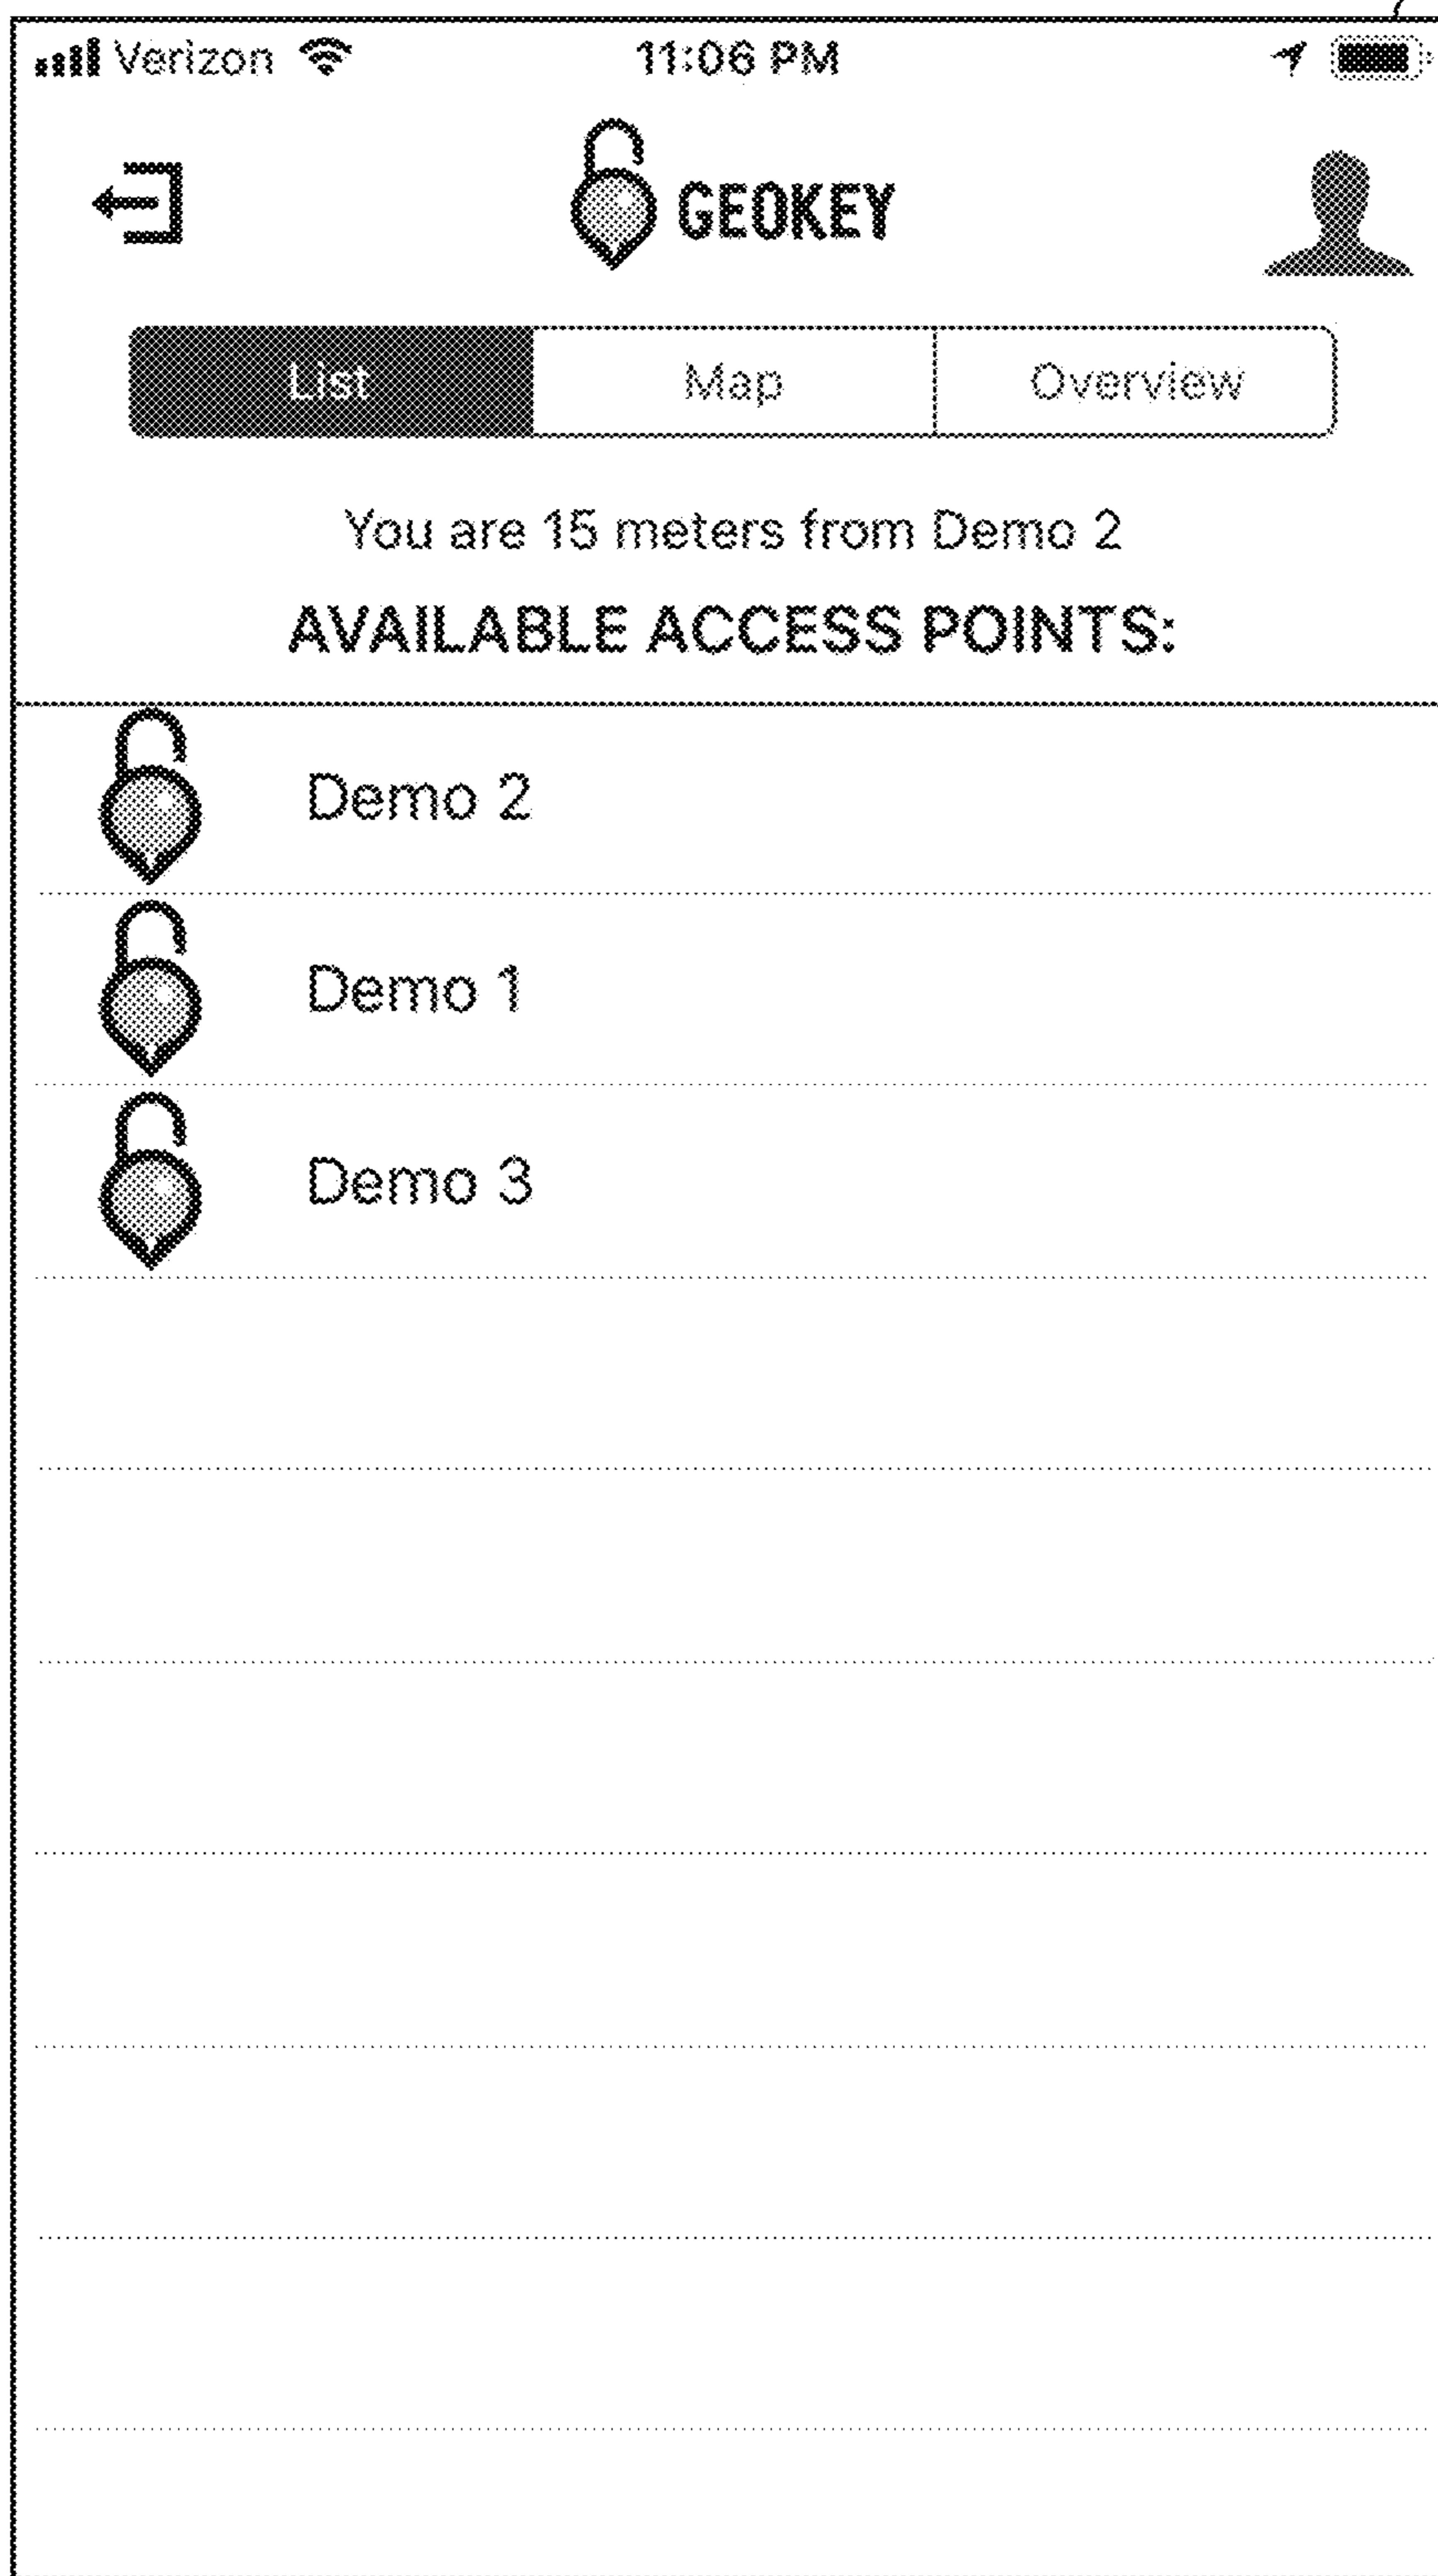 Verizon 11:06 PM
GEOKEY
List Map Overview
You are 15 meters from Demo 2
AVAILABLE ACCESS POINTS:
Demo 2
Demo 1
Demo 3